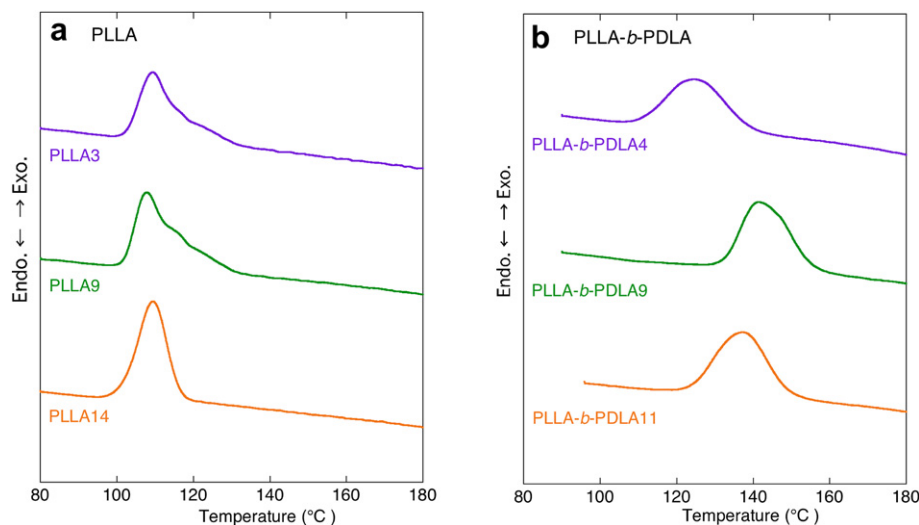 a PLLA
PLLA3
PLLA9
PLLA14
Endo. ← → Exo.
80 100 120 140 160 180
Temperature (°C )
b PLLA-b-PDLA
PLLA-b-PDLA4
PLLA-b-PDLA9
PLLA-b-PDLA11
Endo. ← → Exo.
80 100 120 140 160 180
Temperature (°C )